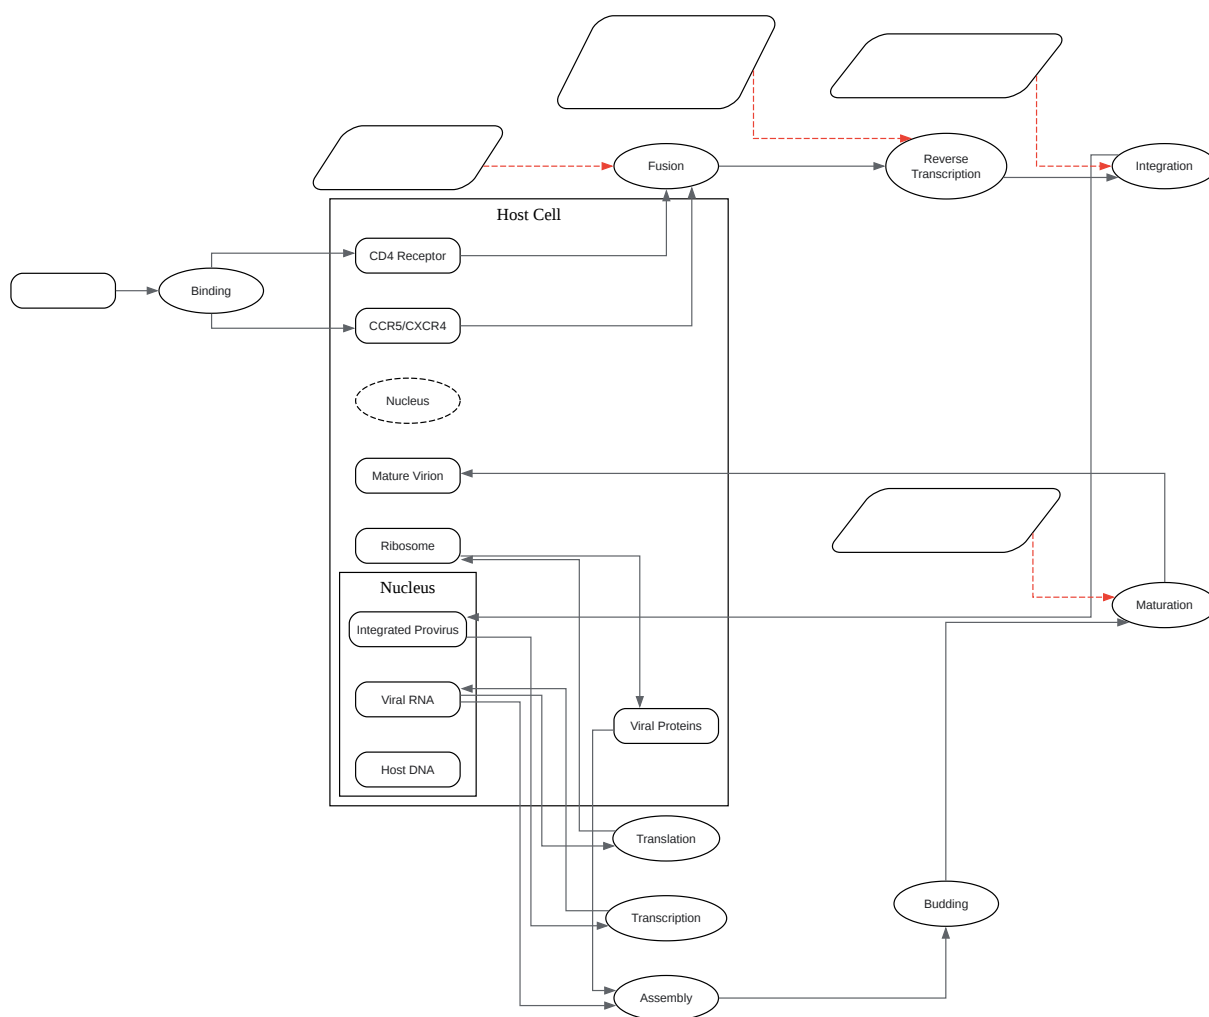 Fusion
Reverse
Transcription
Integration
Host Cell
CD4 Receptor
Binding
CCR5/CXCR4
Nucleus
Mature Virion
Ribosome
Nucleus
Integrated Provirus
Maturation
Viral RNA
Viral Proteins
Host DNA
Translation
Budding
Transcription
Assembly